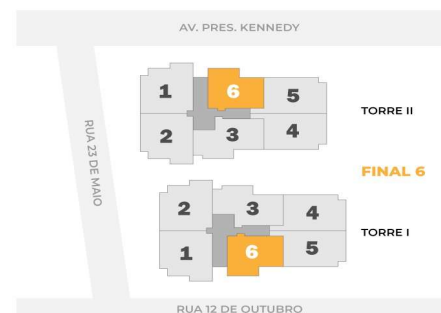 AV. PRES. KENNEDY
RUA 23 DE MAIO
1
6
5
2
3
4
TORRE II
FINAL 6
2
3
4
1
6
5
TORRE I
RUA 12 DE OUTUBRO